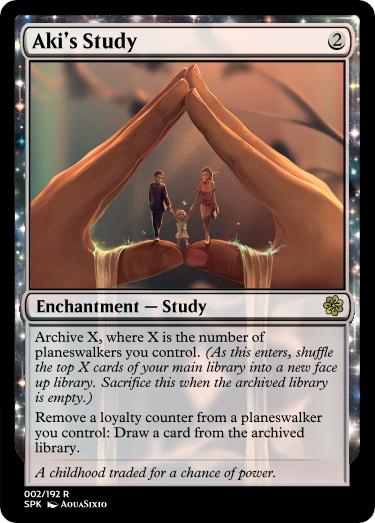 Aki's Study 2
Enchantment — Study
Archive X, where X is the number of
planeswalkers you control. (As this enters, shuffle
the top X cards of your main library into a new face
up library. Sacrifice this when the archived library
is empty.)
Remove a loyalty counter from a planeswalker
you control: Draw a card from the archived
library.
A childhood traded for a chance of power.
002/192 R
SPK AquaSixio